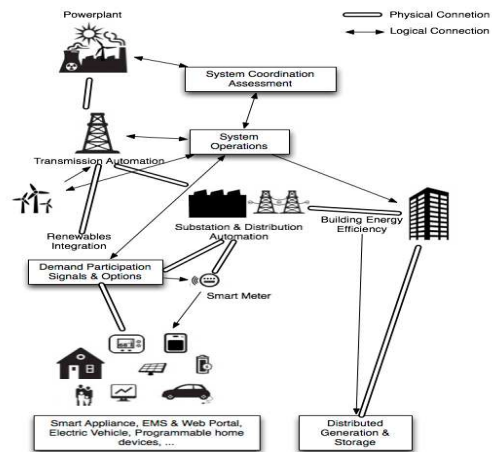 Powerplant
Physical Connetion
Logical Connection
System Coordination
Assessment
System
Operations
Transmission Automation
Renewables
Integration
Substation & Distribution
Automation
Building Energy
Efficiency
Demand Participation
Signals & Options
Smart Meter
Smart Appliance, EMS & Web Portal,
Electric Vehicle, Programmable home
devices, ...
Distributed
Generation &
Storage